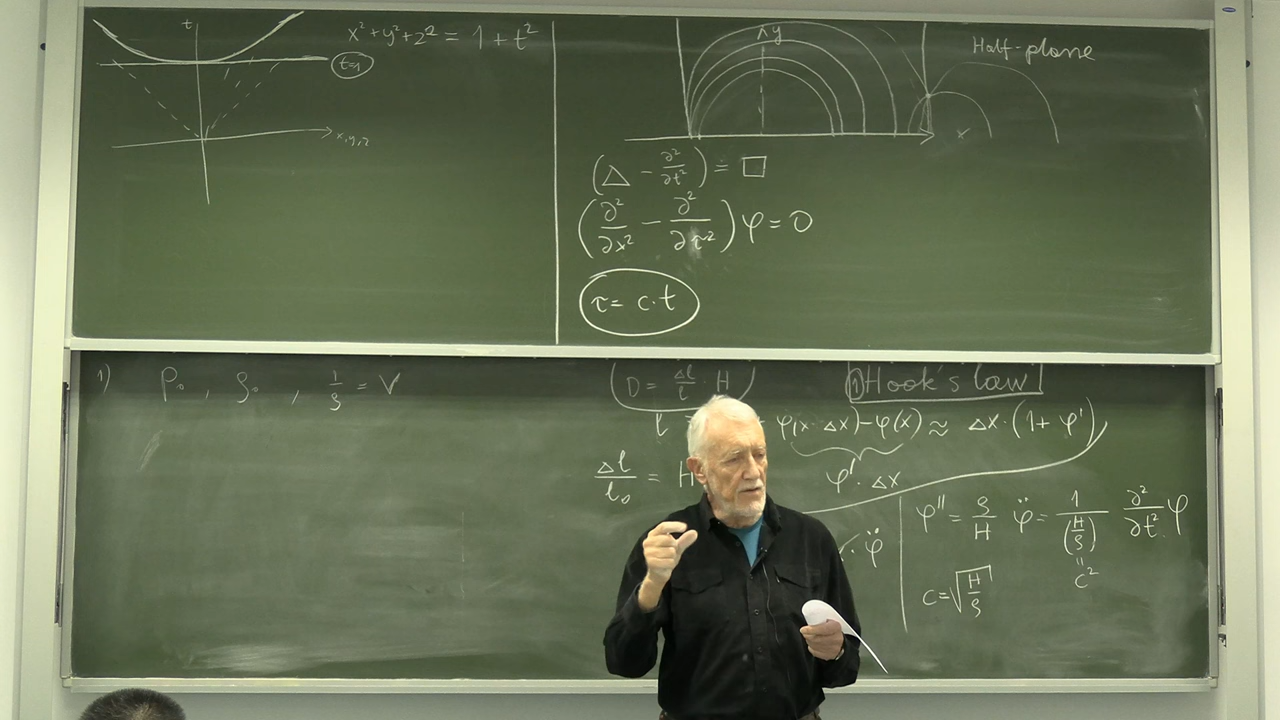 t
x²+y²+z² = 1+t²
t=1
x,y,z
x y
Half-plane
x
(△ - ∂²/∂t²) = □
(∂²/∂x² - ∂²/∂τ²) φ = 0
τ = c·t
1) P₀ , ρ₀ , 1/ρ = V
D = Δl/l · H
1) Hook's law
l
φ(x·Δx)-φ(x) ≈ Δx·(1+φ')
Δl/l₀ = H
φ'·Δx
· φ̈
φ'' = ρ/H φ̈ = 1/(H/ρ) ∂²/∂t² φ
" c²
c=√H/ρ